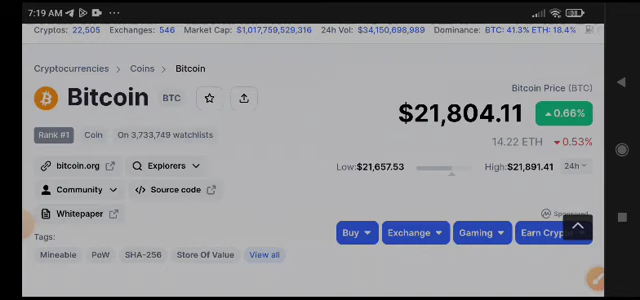 7:19 AM
53
Cryptos: 22,505 Exchanges: 546 Market Cap: $1,017,759,529,316 24h Vol: $34,150,698,989 Dominance: BTC: 41.3% ETH: 18.4%
Cryptocurrencies > Coins > Bitcoin
Bitcoin BTC
Bitcoin Price (BTC)
$21,804.11 0.66%
14.22 ETH 0.53%
Rank #1 Coin On 3,733,749 watchlists
Low: $21,657.53 High: $21,891.41 24h
bitcoin.org Explorers
Community Source code
Whitepaper
Sponsored
Buy Exchange Gaming Earn Crypto
Tags:
Mineable PoW SHA-256 Store Of Value View all